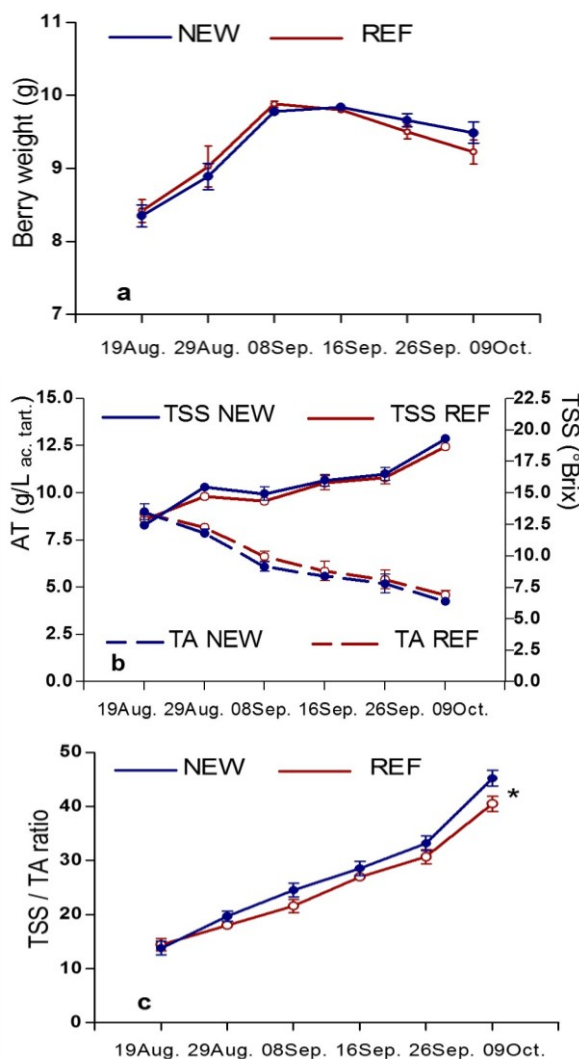 NEW REF
11
10
9
8
7
Berry weight (g)
a
19Aug. 29Aug. 08Sep. 16Sep. 26Sep. 09Oct.
TSS NEW TSS REF
15.0
12.5
10.0
7.5
5.0
2.5
0.0
AT (g/L ac. tart.)
22.5
20.0
17.5
15.0
12.5
10.0
7.5
5.0
2.5
0.0
TSS (°Brix)
TA NEW TA REF
b
19Aug. 29Aug. 08Sep. 16Sep. 26Sep. 09Oct.
NEW REF
50
40
30
20
10
0
TSS / TA ratio
*
c
19Aug. 29Aug. 08Sep. 16Sep. 26Sep. 09Oct.